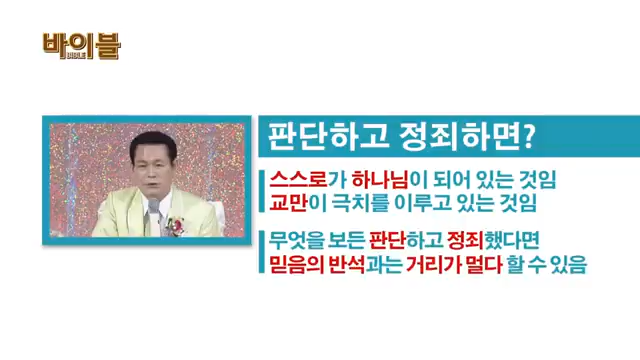 바이블
판단하고 정죄하면?
스스로가 하나님이 되어 있는 것임
교만이 극치를 이루고 있는 것임
무엇을 보든 판단하고 정죄했다면
믿음의 반석과는 거리가 멀다 할 수 있음